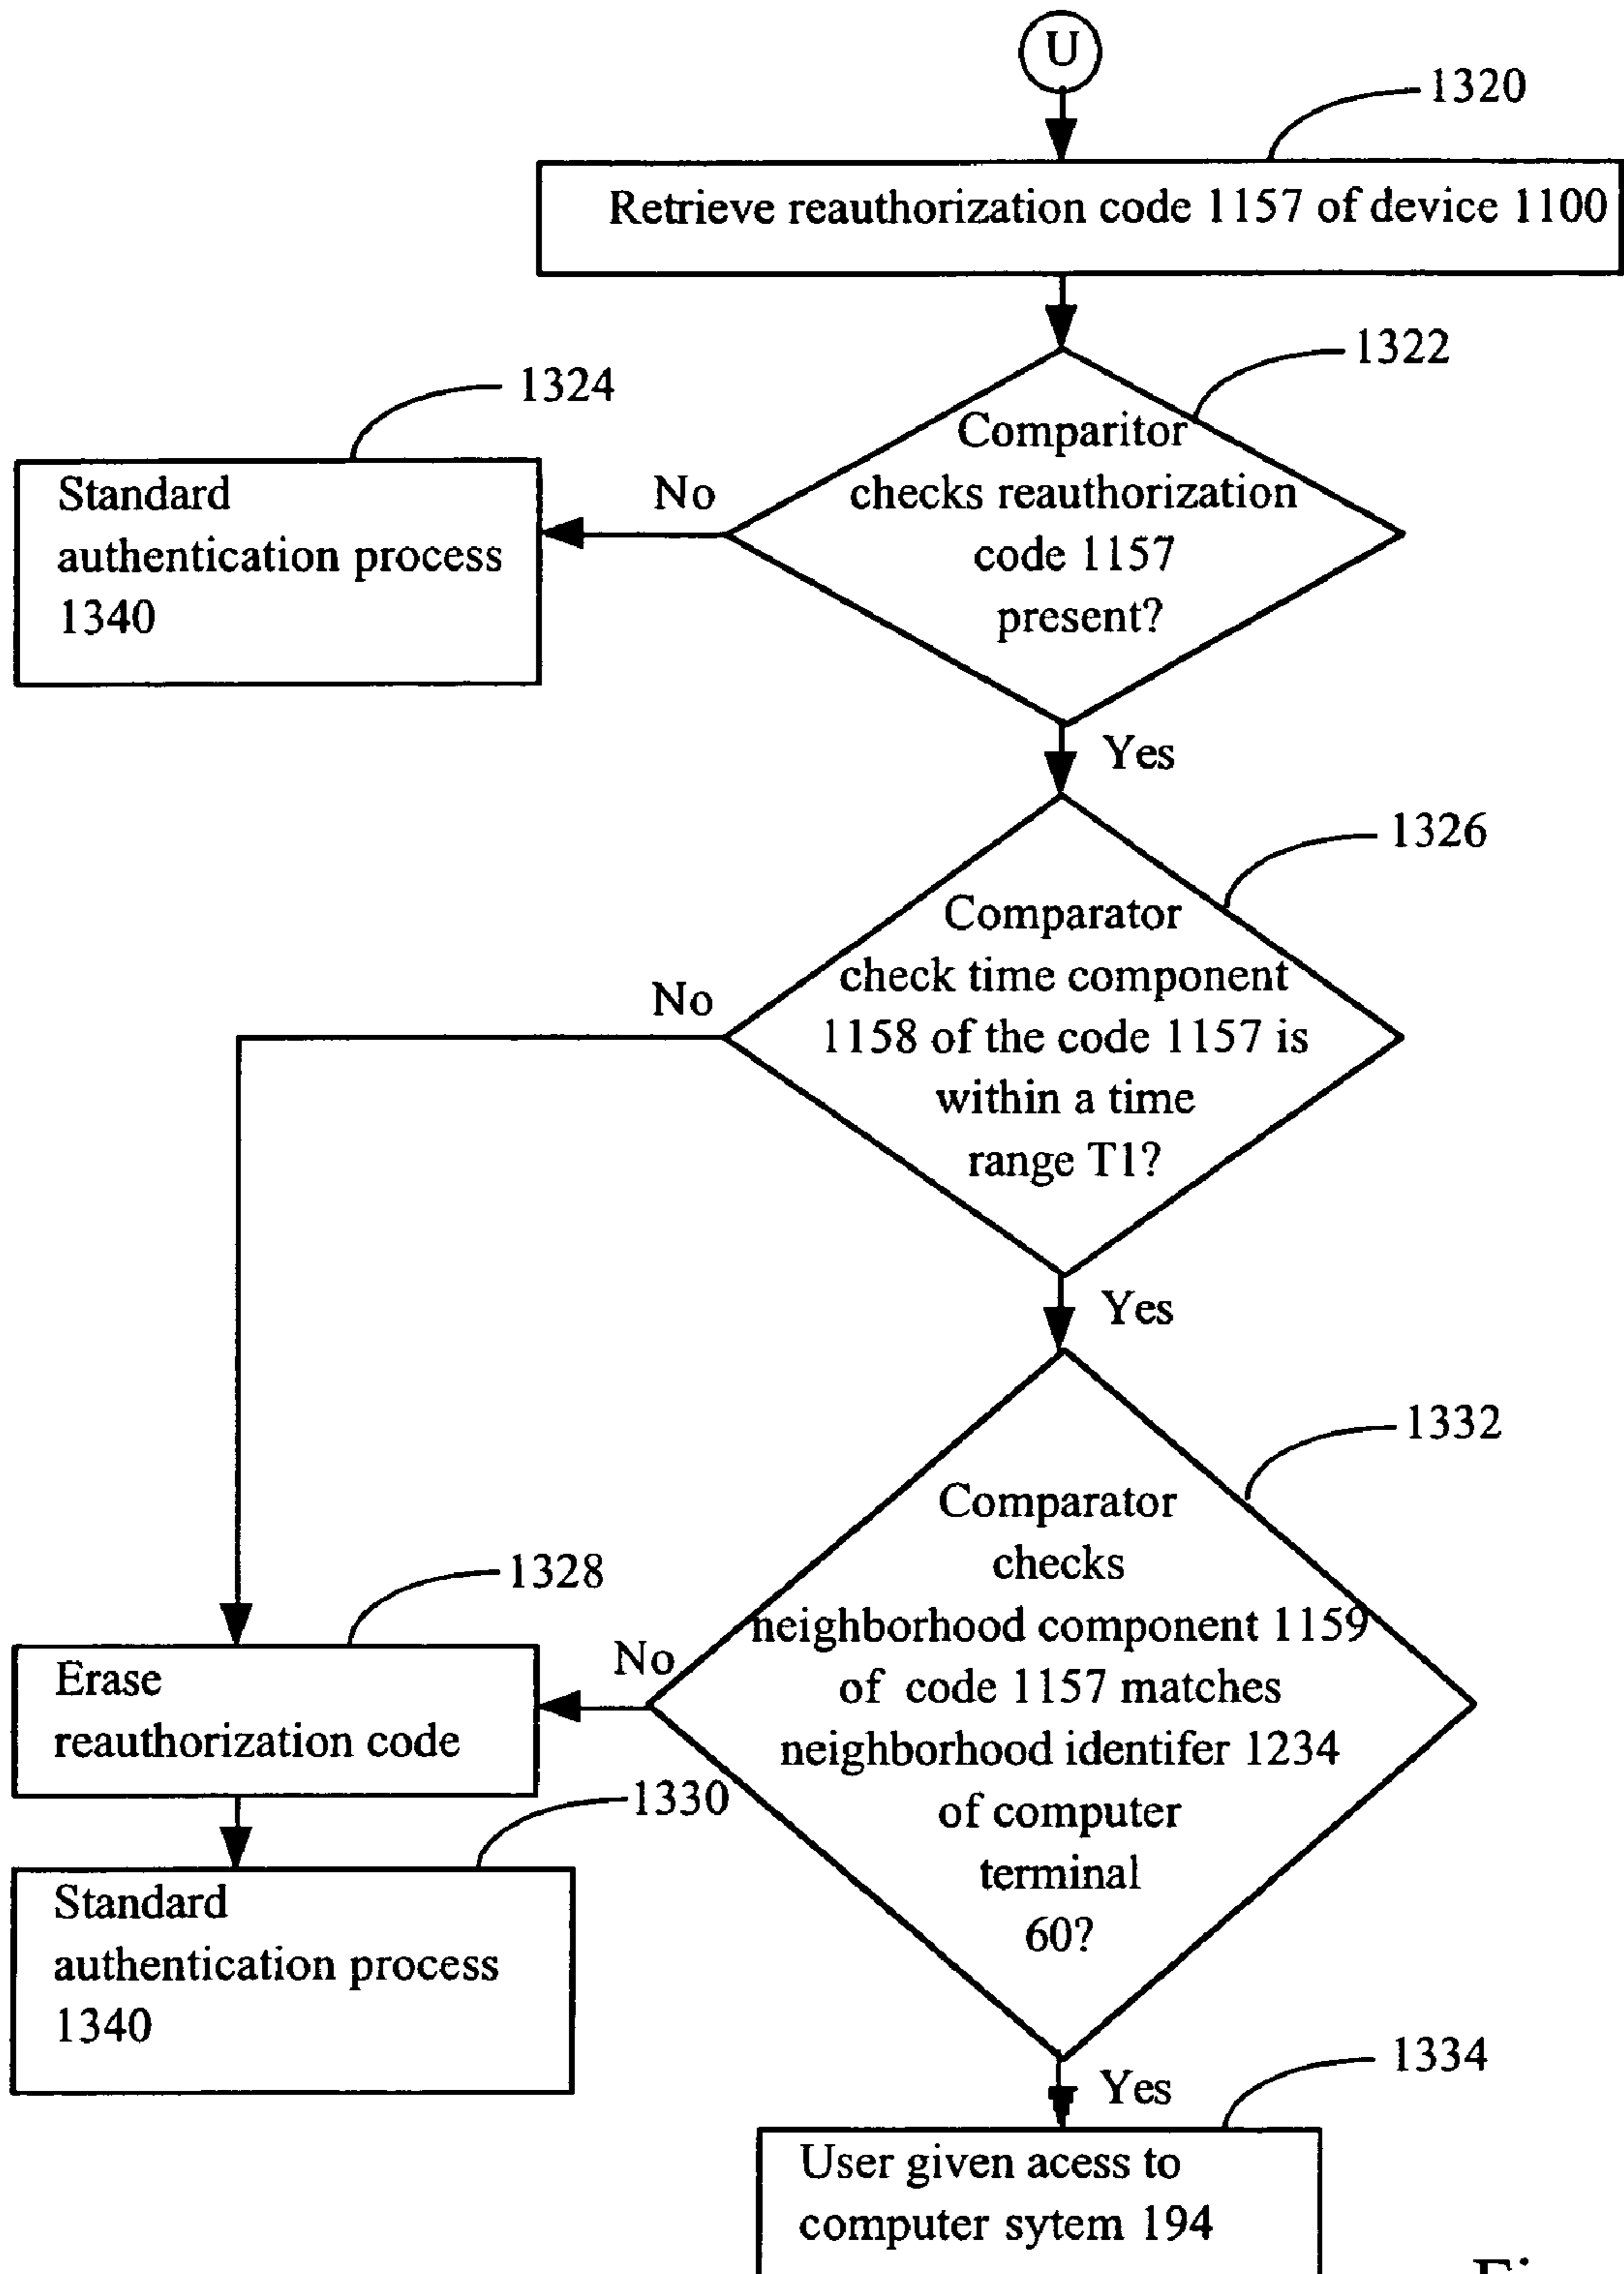 U
1320
Retrieve reauthorization code 1157 of device 1100
1322
1324
Comparitor
checks reauthorization
code 1157
present?
No
Standard
authentication process
1340
Yes
1326
Comparator
check time component
1158 of the code 1157 is
within a time
range T1?
No
Yes
1332
Comparator
checks
neighborhood component 1159
of code 1157 matches
neighborhood identifer 1234
of computer
terminal
60?
No
1328
Erase
reauthorization code
1330
Standard
authentication process
1340
Yes
1334
User given acess to
computer sytem 194